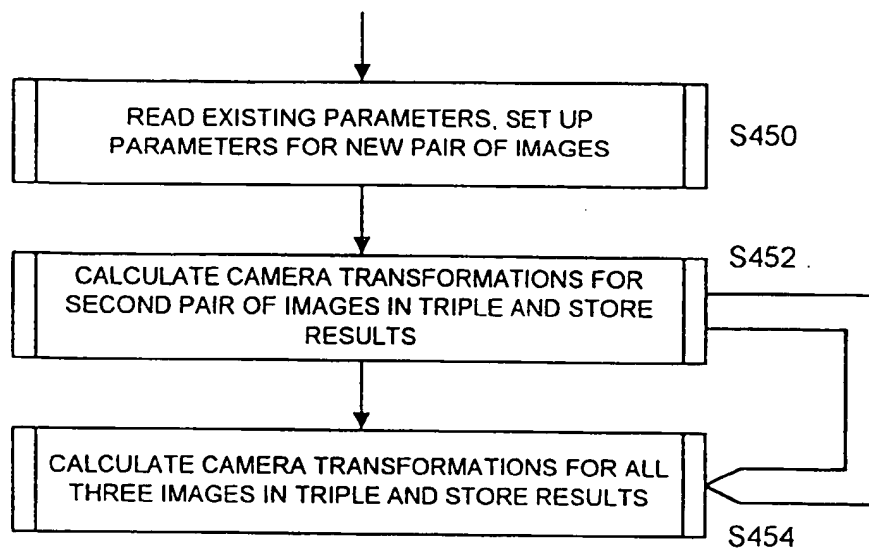 READ EXISTING PARAMETERS, SET UP
PARAMETERS FOR NEW PAIR OF IMAGES
S450
S452
CALCULATE CAMERA TRANSFORMATIONS FOR
SECOND PAIR OF IMAGES IN TRIPLE AND STORE
RESULTS
CALCULATE CAMERA TRANSFORMATIONS FOR ALL
THREE IMAGES IN TRIPLE AND STORE RESULTS
S454